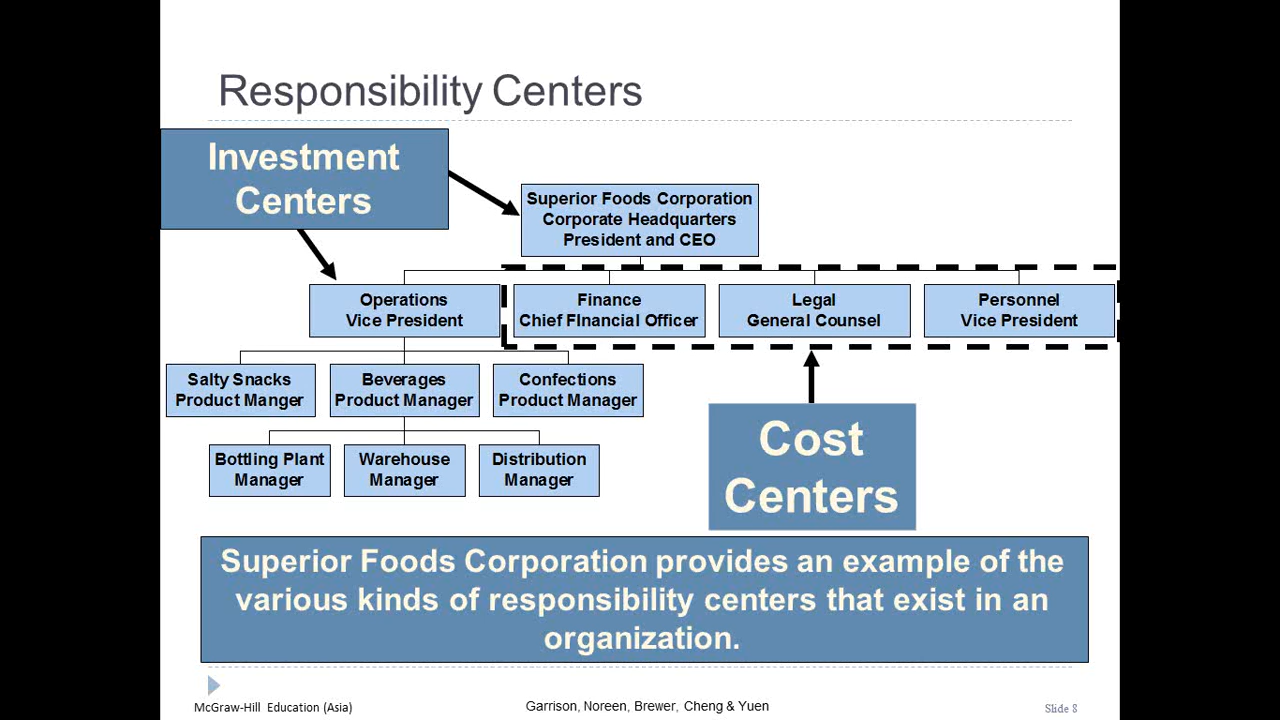 Responsibility Centers
Investment
Centers
Superior Foods Corporation
Corporate Headquarters
President and CEO
Operations
Vice President
Finance
Chief FInancial Officer
Legal
General Counsel
Personnel
Vice President
Salty Snacks
Product Manger
Beverages
Product Manager
Confections
Product Manager
Bottling Plant
Manager
Warehouse
Manager
Distribution
Manager
Cost
Centers
Superior Foods Corporation provides an example of the
various kinds of responsibility centers that exist in an
organization.
McGraw-Hill Education (Asia)
Garrison, Noreen, Brewer, Cheng & Yuen
Slide 8